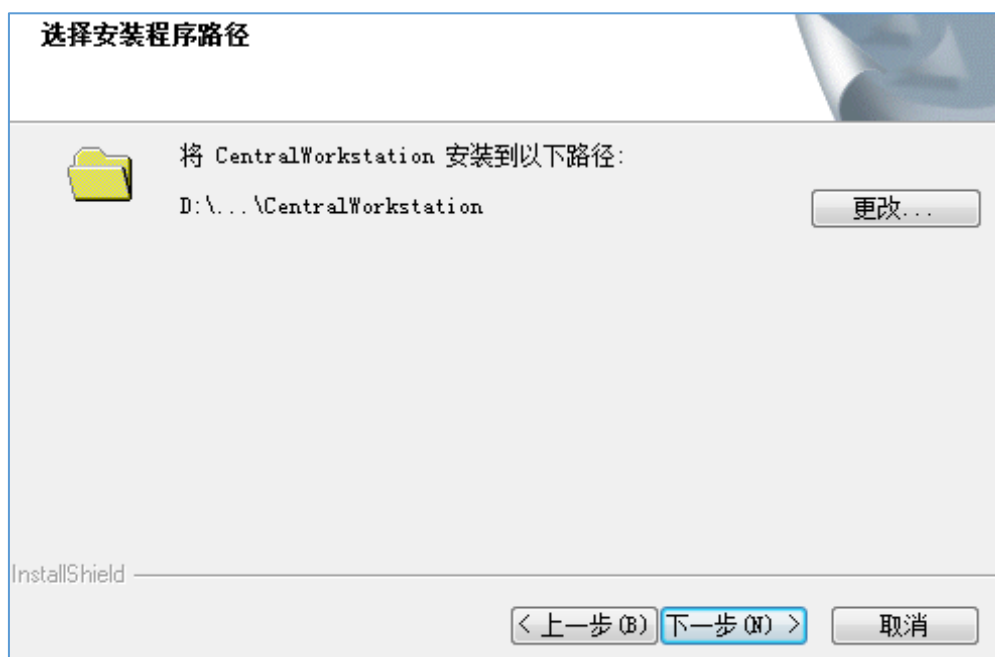 选择安装程序路径
将 CentralWorkstation 安装到以下路径:
D:\...\CentralWorkstation
更改...
InstallShield
< 上一步(B) 下一步(N) > 取消